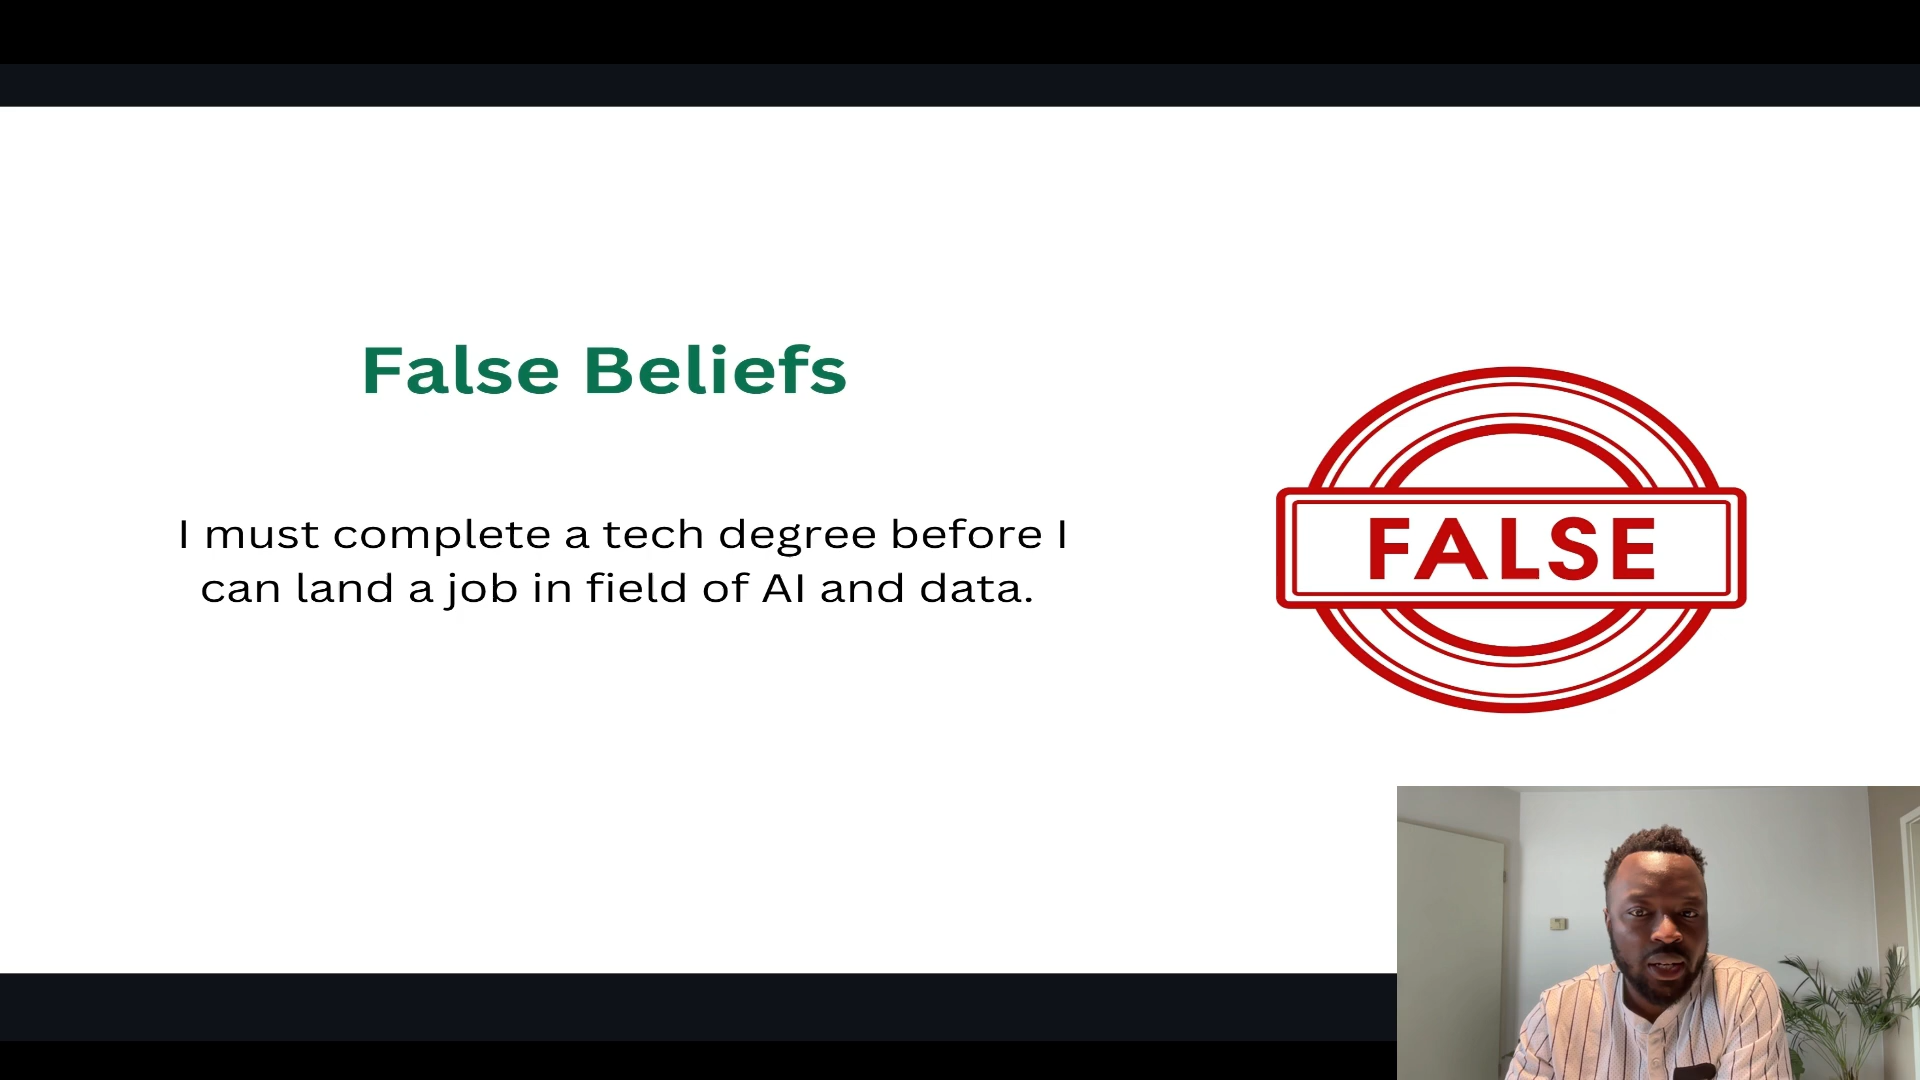 False Beliefs
I must complete a tech degree before I
can land a job in field of AI and data.
FALSE